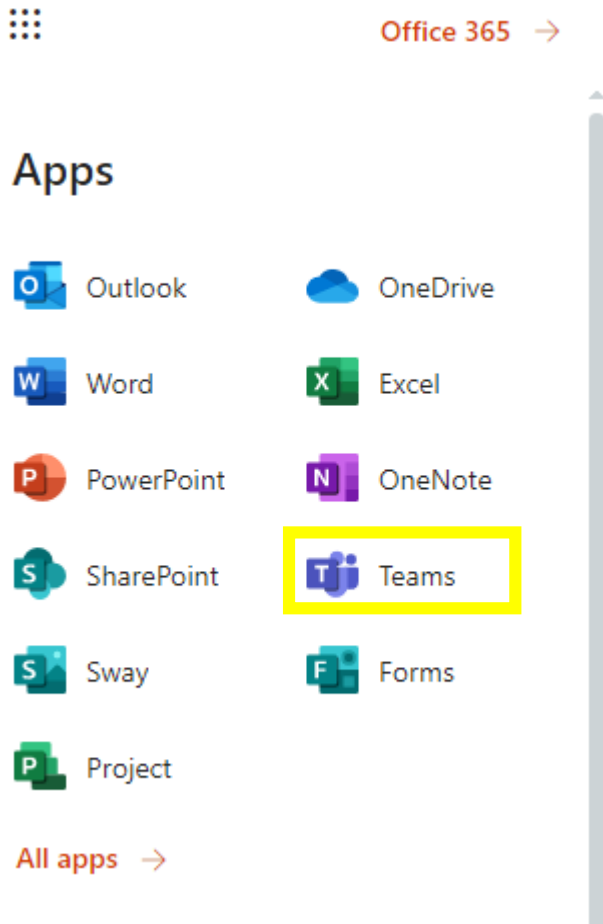 Office 365 →
Apps
O Outlook
OneDrive
W Word
X Excel
P PowerPoint
N OneNote
S SharePoint
T Teams
S Sway
F Forms
P Project
All apps →